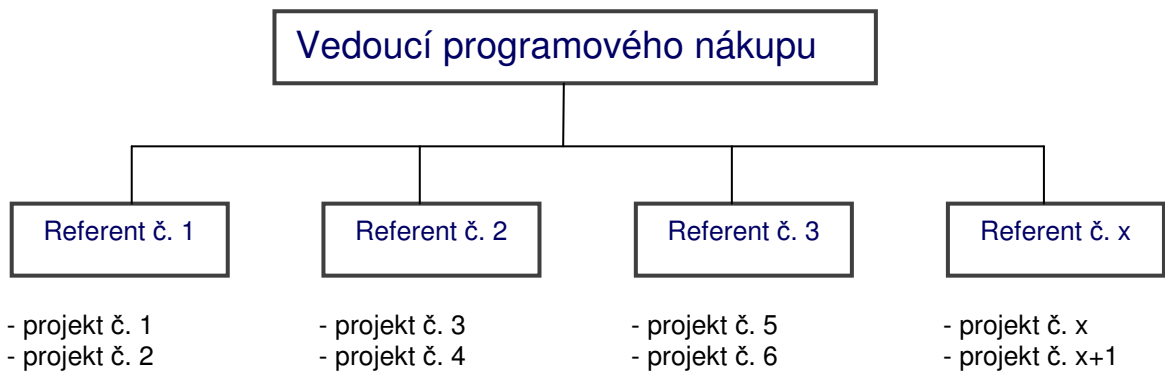 Vedoucí programového nákupu
Referent č. 1
Referent č. 2
Referent č. 3
Referent č. x
- projekt č. 1
- projekt č. 2
- projekt č. 3
- projekt č. 4
- projekt č. 5
- projekt č. 6
- projekt č. x
- projekt č. x+1